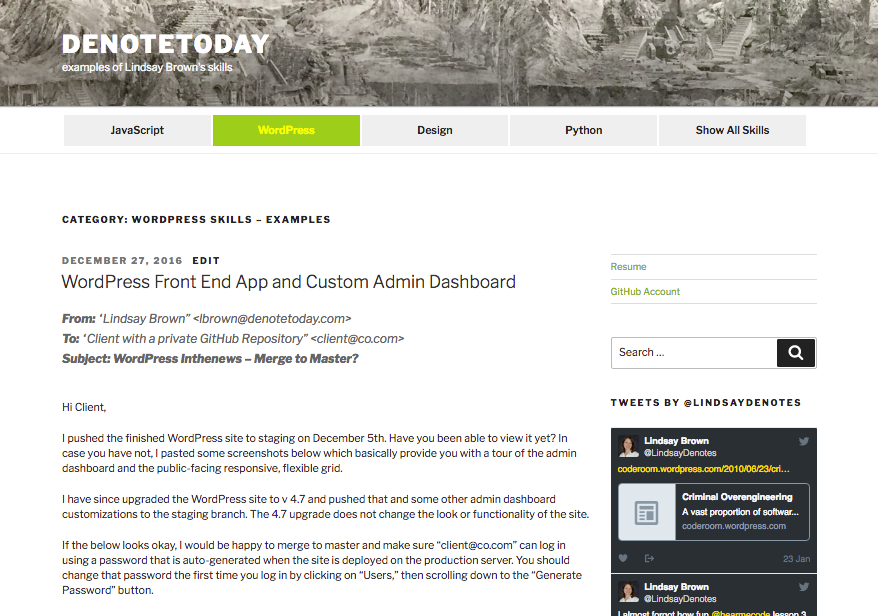 DENOTETODAY
examples of Lindsay Brown's skills
JavaScript
WordPress
Design
Python
Show All Skills
CATEGORY: WORDPRESS SKILLS – EXAMPLES
DECEMBER 27, 2016 EDIT
WordPress Front End App and Custom Admin Dashboard
From: "Lindsay Brown" <lbrown@denotetoday.com>
To: "Client with a private GitHub Repository" <client@co.com>
Subject: WordPress Inthenews – Merge to Master?
Hi Client,
I pushed the finished WordPress site to staging on December 5th. Have you been able to view it yet? In
case you have not, I pasted some screenshots below which basically provide you with a tour of the admin
dashboard and the public-facing responsive, flexible grid.
I have since upgraded the WordPress site to v 4.7 and pushed that and some other admin dashboard
customizations to the staging branch. The 4.7 upgrade does not change the look or functionality of the site.
If the below looks okay, I would be happy to merge to master and make sure “client@co.com” can log in
using a password that is auto-generated when the site is deployed on the production server. You should
change that password the first time you log in by clicking on “Users,” then scrolling down to the “Generate
Password” button.
Resume
GitHub Account
Search ...
TWEETS BY @LINDSAYDENOTES
Lindsay Brown
@LindsayDenotes
coderoom.wordpress.com/2010/06/23/cri...
Criminal Overengineering
A vast proportion of softwar...
coderoom.wordpress.com
23 Jan
Lindsay Brown
@LindsayDenotes
I almost forgot how fun @hearmecode lesson 3